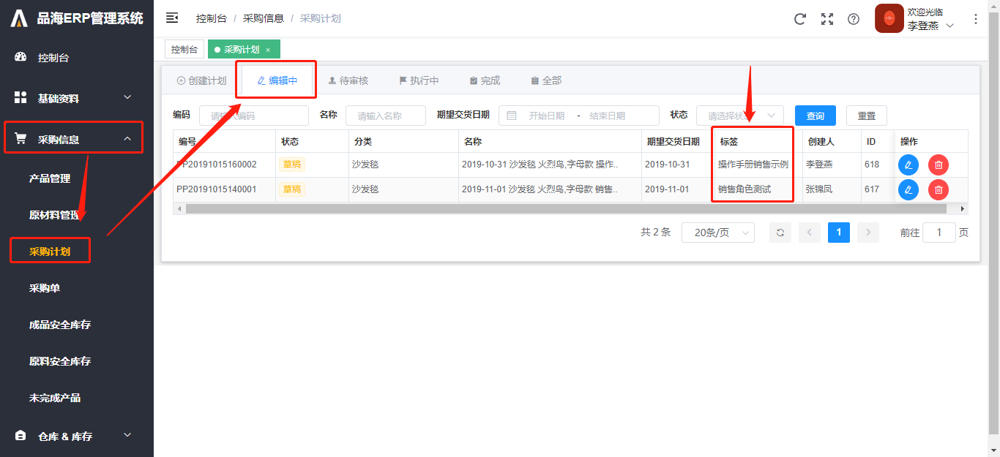 品海ERP管理系统
控制台
基础资料
采购信息
产品管理
原材料管理
采购计划
采购单
成品安全库存
原料安全库存
未完成产品
仓库 & 库存
控制台 / 采购信息 / 采购计划
欢迎光临
李登燕
控制台 采购计划 ×
创建计划 编辑中 待审核 执行中 完成 全部
编码 请输入编码 名称 请输入名称 期望交货日期 开始日期 - 结束日期 状态 请选择状态 查询 重置
编号 状态 分类 名称 期望交货日期 标签 创建人 ID 操作
PP20191015160002 草稿 沙发毯 2019-10-31 沙发毯 火烈鸟,字母款 操作.. 2019-10-31 操作手册销售示例 李登燕 618
PP20191015140001 草稿 沙发毯 2019-11-01 沙发毯 火烈鸟,字母款 销售.. 2019-11-01 销售角色测试 张锦凤 617
共 2 条 20条/页 1 前往 1 页